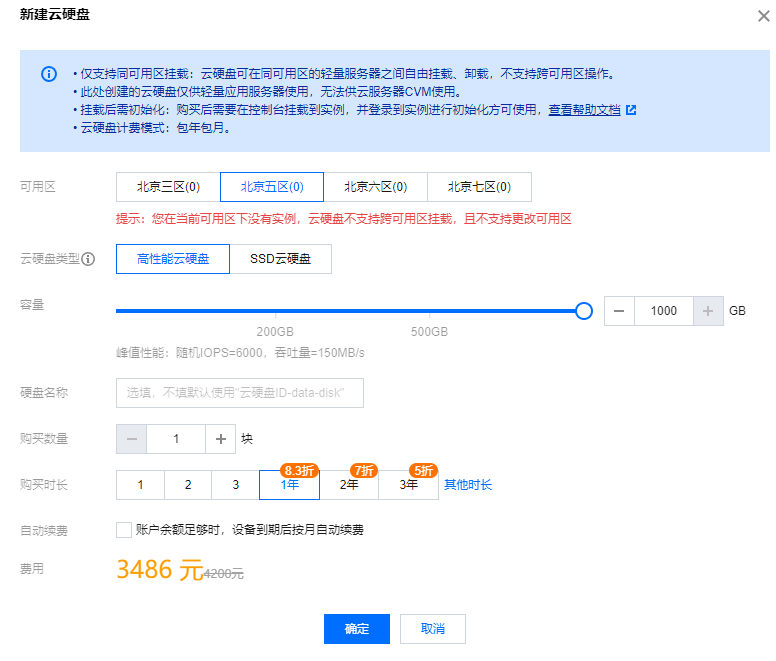 新建云硬盘
• 仅支持同可用区挂载：云硬盘可在同可用区的轻量服务器之间自由挂载、卸载，不支持跨可用区操作。
• 此处创建的云硬盘仅供轻量应用服务器使用，无法供云服务器CVM使用。
• 挂载后需初始化：购买后需要在控制台挂载到实例，并登录到实例进行初始化方可使用，查看帮助文档
• 云硬盘计费模式：包年包月。
可用区 北京三区(0) 北京五区(0) 北京六区(0) 北京七区(0)
提示：您在当前可用区下没有实例，云硬盘不支持跨可用区挂载，且不支持更改可用区
云硬盘类型 高性能云硬盘 SSD云硬盘
容量 1000 GB
200GB 500GB
峰值性能：随机IOPS=6000，吞吐量=150MB/s
硬盘名称 选填，不填默认使用"云硬盘ID-data-disk"
购买数量 1 块
8.3折 7折 5折
购买时长 1 2 3 1年 2年 3年 其他时长
自动续费 账户余额足够时，设备到期后按月自动续费
费用 3486 元 4200元
确定 取消